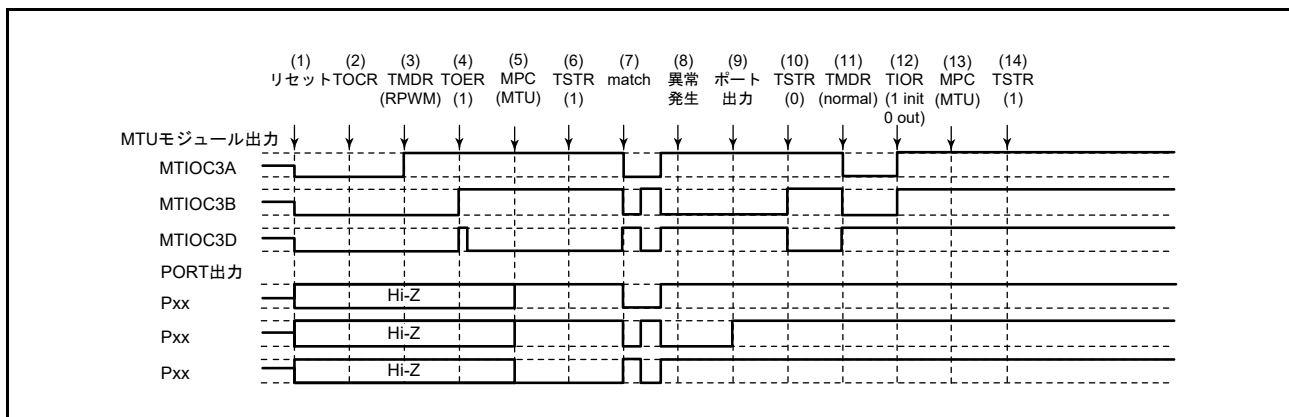 (1) (2) (3) (4) (5) (6) (7) (8) (9) (10) (11) (12) (13) (14)
リセット TOCR TMDR TOER MPC TSTR match 異常 ポート TSTR TMDR TIOR MPC TSTR
(RPWM) (1) (MTU) (1) 発生 出力 (0) (normal) (1 init (MTU) (1)
0 out)
MTUモジュール出力
MTIOC3A
MTIOC3B
MTIOC3D
PORT出力
Pxx Hi-Z
Pxx Hi-Z
Pxx Hi-Z